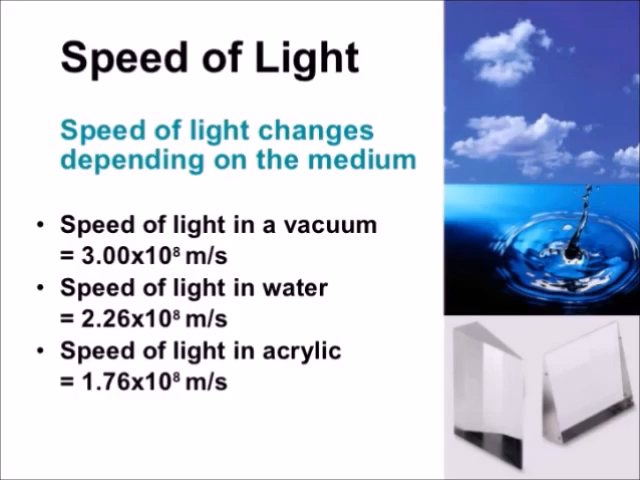 Speed of Light
Speed of light changes
depending on the medium
• Speed of light in a vacuum
= 3.00x10⁸ m/s
• Speed of light in water
= 2.26x10⁸ m/s
• Speed of light in acrylic
= 1.76x10⁸ m/s